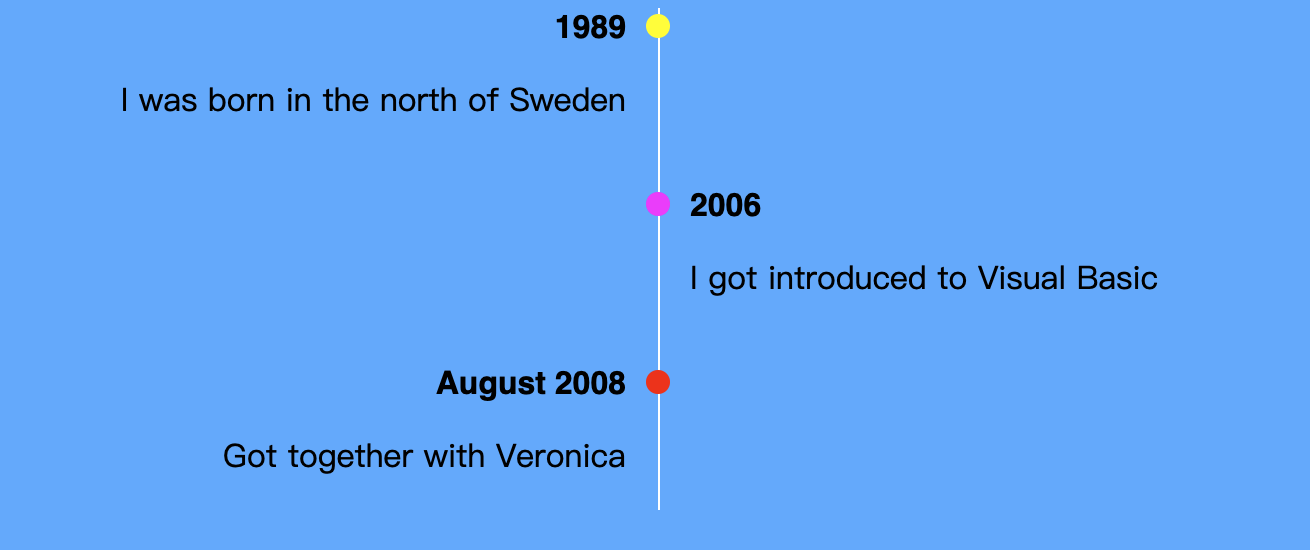 1989
I was born in the north of Sweden
2006
I got introduced to Visual Basic
August 2008
Got together with Veronica